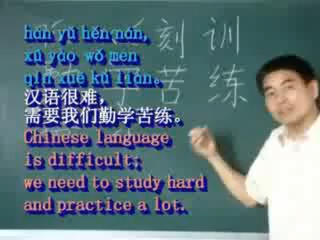 hàn yǔ hěn nán,
xū yào wǒ men
qín xué kǔ liàn.
汉语很难,
需要我们勤学苦练。
Chinese language
is difficult;
we need to study hard
and practice a lot.
刻训
苦练